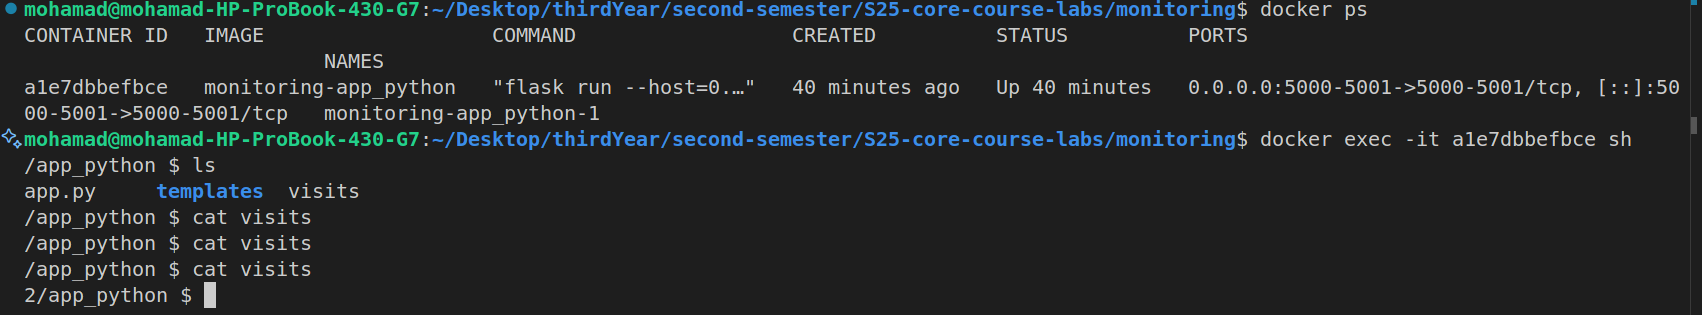 mohamad@mohamad-HP-ProBook-430-G7:~/Desktop/thirdYear/second-semester/S25-core-course-labs/monitoring$ docker ps
CONTAINER ID   IMAGE                   COMMAND                  CREATED          STATUS          PORTS
                         NAMES
a1e7dbbefbce   monitoring-app_python   "flask run --host=0.…"   40 minutes ago   Up 40 minutes   0.0.0.0:5000-5001->5000-5001/tcp, [::]:50
00-5001->5000-5001/tcp   monitoring-app_python-1
mohamad@mohamad-HP-ProBook-430-G7:~/Desktop/thirdYear/second-semester/S25-core-course-labs/monitoring$ docker exec -it a1e7dbbefbce sh
/app_python $ ls
app.py     templates  visits
/app_python $ cat visits
/app_python $ cat visits
/app_python $ cat visits
2/app_python $